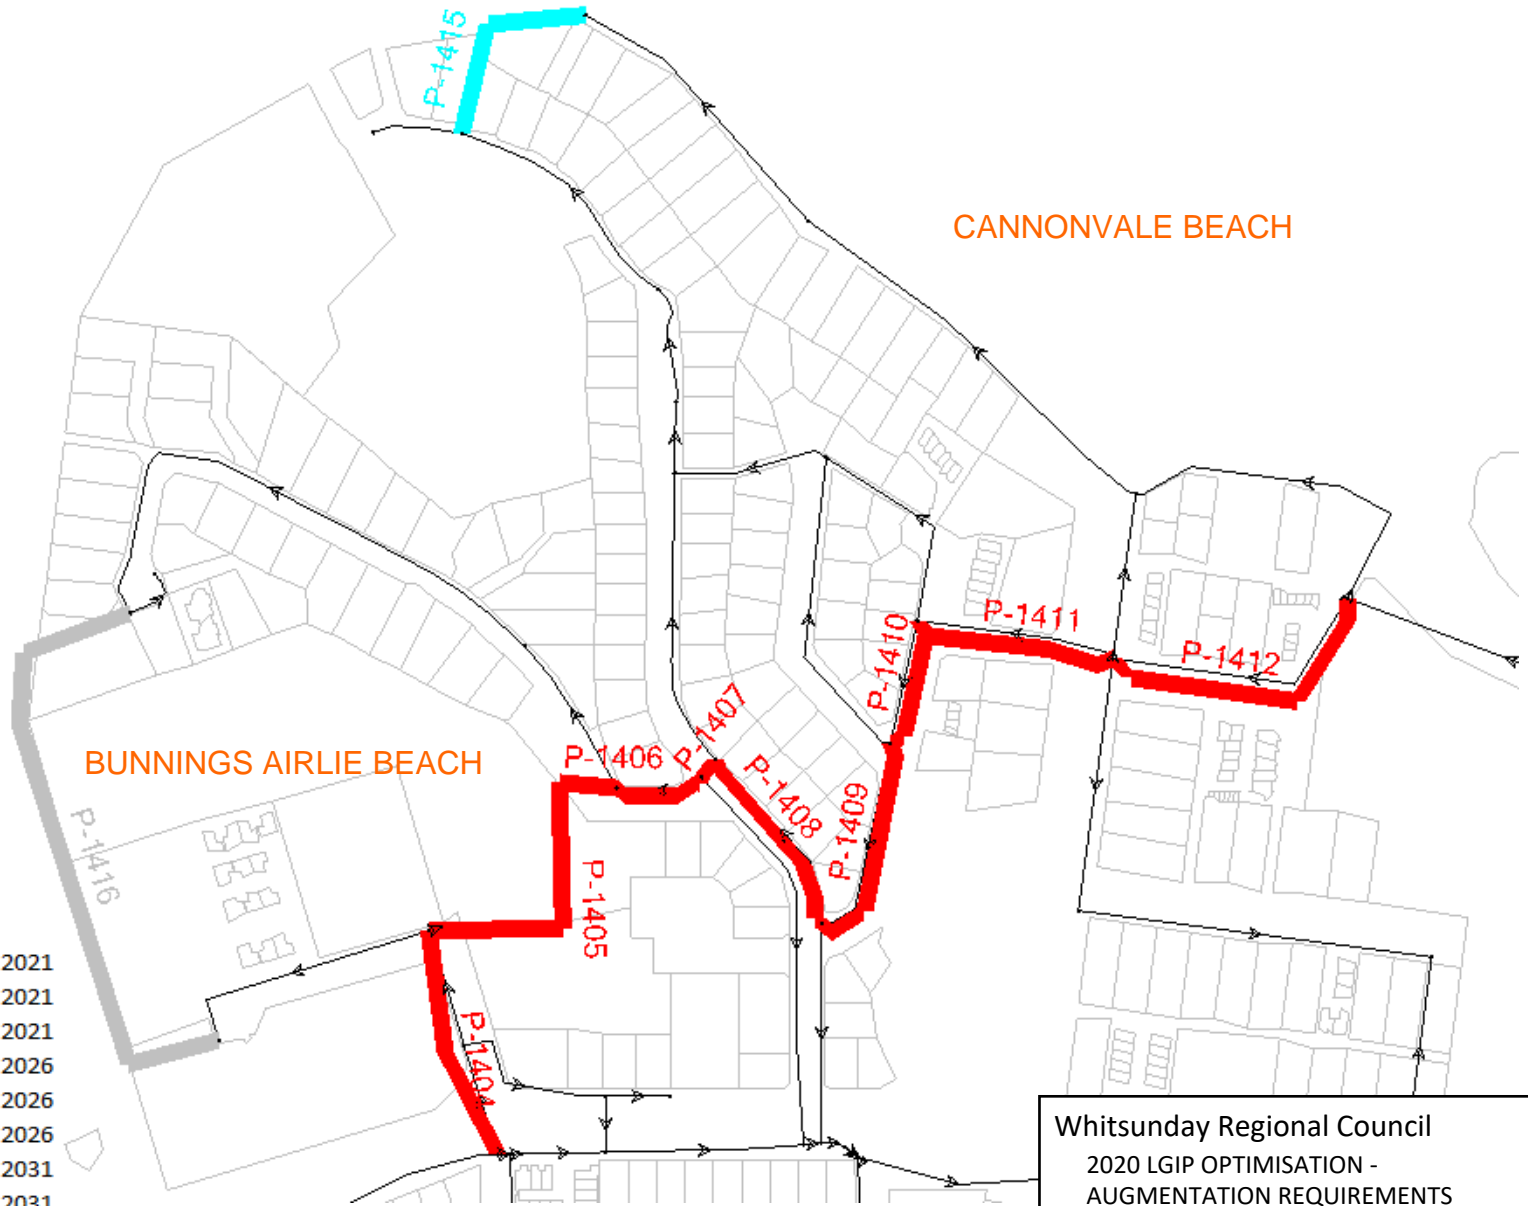 P-1415
CANNONVALE BEACH
P-1411
P-1410
P-1412
P-1407
P-1406
BUNNINGS AIRLIE BEACH
P-1408
P-1409
P-1416
P-1405
P-1404
2021
2021
2021
2026
2026
2026
2031
2031
Whitsunday Regional Council
2020 LGIP OPTIMISATION -
AUGMENTATION REQUIREMENTS